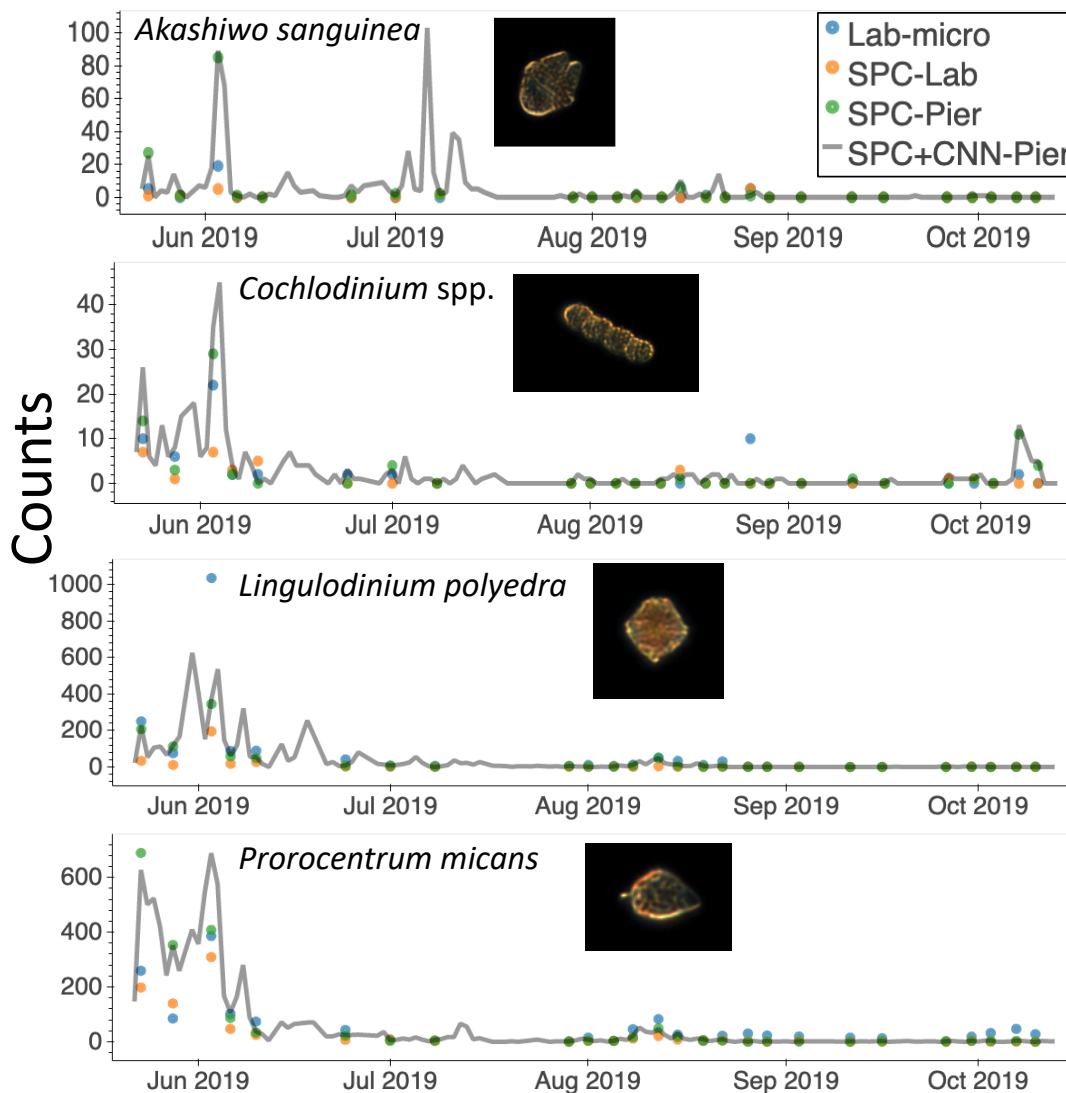 Counts
Akashiwo sanguinea
Lab-micro
SPC-Lab
SPC-Pier
SPC+CNN-Pier
100
80
60
40
20
0
Jun 2019 Jul 2019 Aug 2019 Sep 2019 Oct 2019
Cochlodinium spp.
40
30
20
10
0
Jun 2019 Jul 2019 Aug 2019 Sep 2019 Oct 2019
Lingulodinium polyedra
1000
800
600
400
200
0
Jun 2019 Jul 2019 Aug 2019 Sep 2019 Oct 2019
Prorocentrum micans
600
400
200
0
Jun 2019 Jul 2019 Aug 2019 Sep 2019 Oct 2019